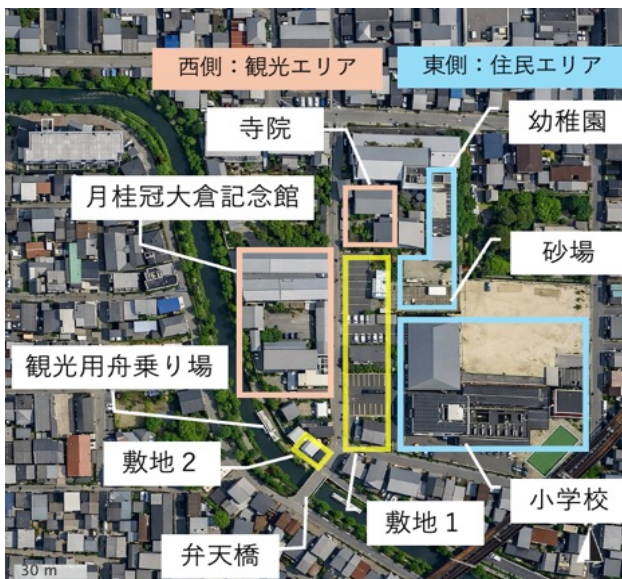 西側：観光エリア
東側：住民エリア
寺院
幼稚園
月桂冠大倉記念館
砂場
観光用舟乗り場
敷地２
小学校
敷地１
弁天橋
30 m